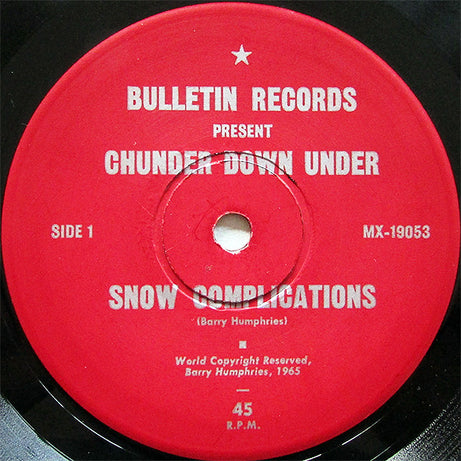 BULLETIN RECORDS
PRESENT
CHUNDER DOWN UNDER
SIDE 1 MX-19053
SNOW COMPLICATIONS
(Barry Humphries)
World Copyright Reserved,
Barry Humphries, 1965
45
R.P.M.